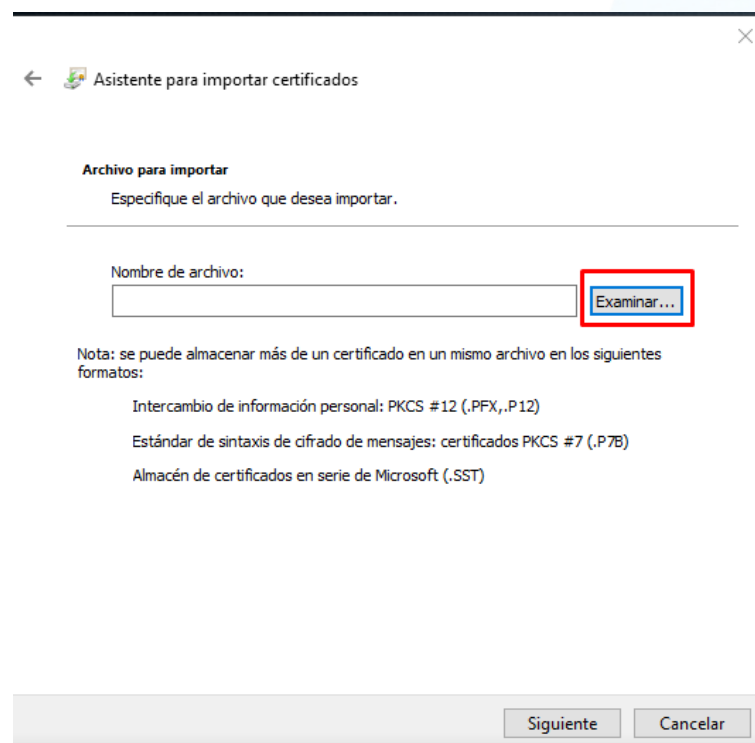 Asistente para importar certificados
Archivo para importar
Especifique el archivo que desea importar.
Nombre de archivo:
Examinar...
Nota: se puede almacenar más de un certificado en un mismo archivo en los siguientes
formatos:
Intercambio de información personal: PKCS #12 (.PFX,.P12)
Estándar de sintaxis de cifrado de mensajes: certificados PKCS #7 (.P7B)
Almacén de certificados en serie de Microsoft (.SST)
Siguiente Cancelar